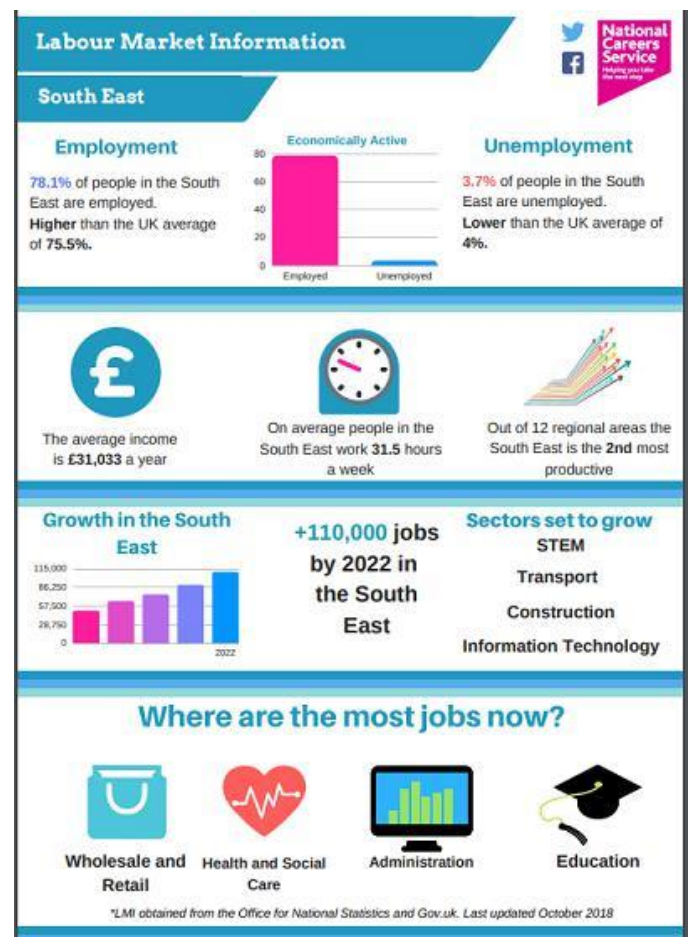 Labour Market Information
National
Careers
Service
Helping you take
the next step
South East
Employment
78.1% of people in the South
East are employed.
Higher than the UK average
of 75.5%.
Economically Active
80
60
40
20
0
Employed
Unemployed
Unemployment
3.7% of people in the South
East are unemployed.
Lower than the UK average of
4%.
£
The average income
is £31,033 a year
On average people in the
South East work 31.5 hours
a week
Out of 12 regional areas the
South East is the 2nd most
productive
Growth in the South
East
115,000
86,250
57,500
28,750
0
2022
+110,000 jobs
by 2022 in
the South
East
Sectors set to grow
STEM
Transport
Construction
Information Technology
Where are the most jobs now?
Wholesale and
Retail
Health and Social
Care
Administration
Education
*LMI obtained from the Office for National Statistics and Gov.uk. Last updated October 2018